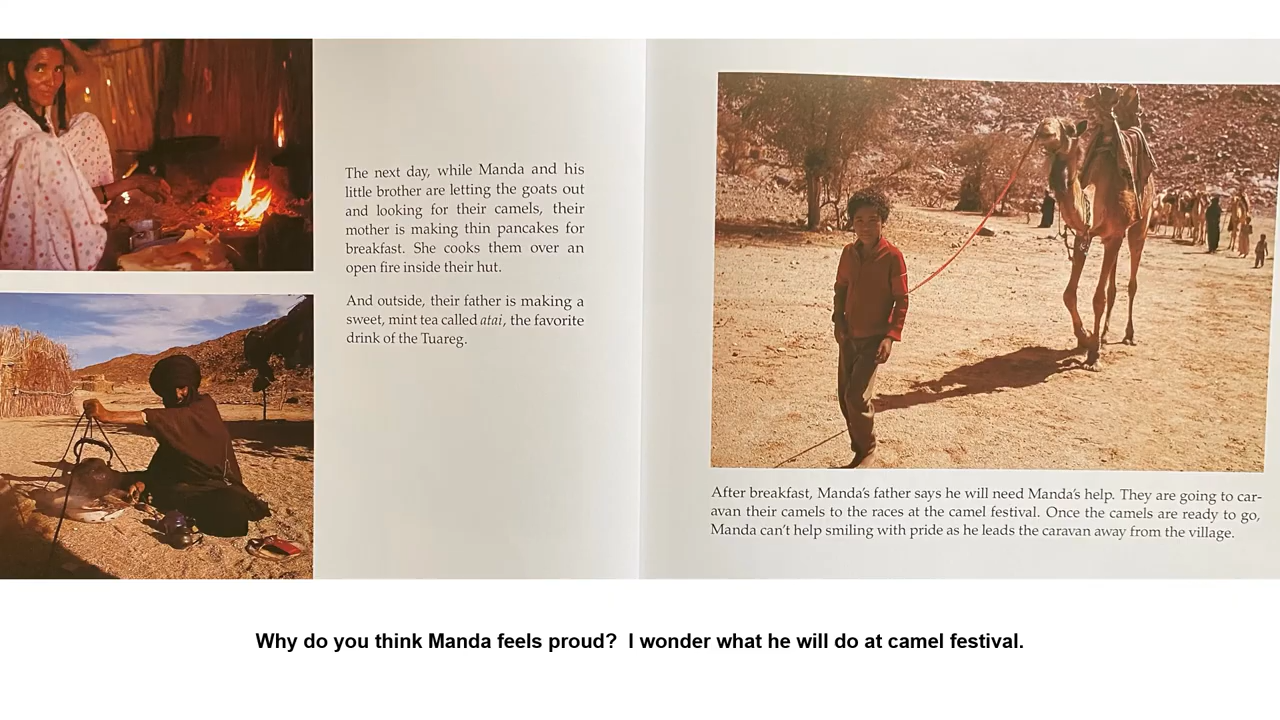 The next day, while Manda and his
little brother are letting the goats out
and looking for their camels, their
mother is making thin pancakes for
breakfast. She cooks them over an
open fire inside their hut.
And outside, their father is making a
sweet, mint tea called atai, the favorite
drink of the Tuareg.
After breakfast, Manda's father says he will need Manda's help. They are going to car-
avan their camels to the races at the camel festival. Once the camels are ready to go,
Manda can't help smiling with pride as he leads the caravan away from the village.
Why do you think Manda feels proud?  I wonder what he will do at camel festival.